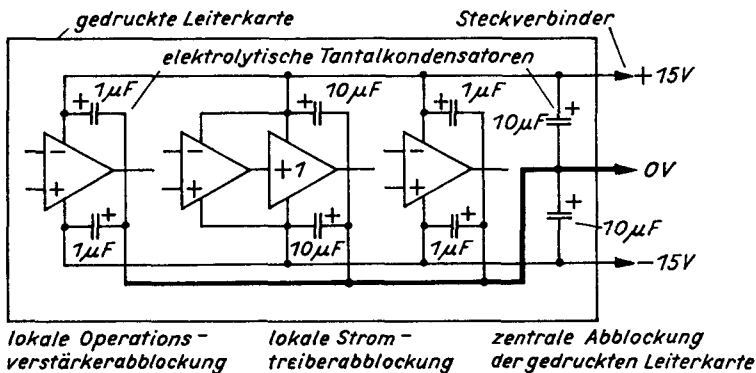 gedruckte Leiterkarte
Steckverbinder
elektrolytische Tantalkondensatoren
+ 1µF
+ 10µF
+ 1µF
+ 15V
+
10µF
−
−
−
0V
+
+
+1
+
+
+
+
1µF
10µF
1µF
10µF
− 15V
lokale Operations-
verstärkerabblockung
lokale Strom-
treiberabblockung
zentrale Abblockung
der gedruckten Leiterkarte